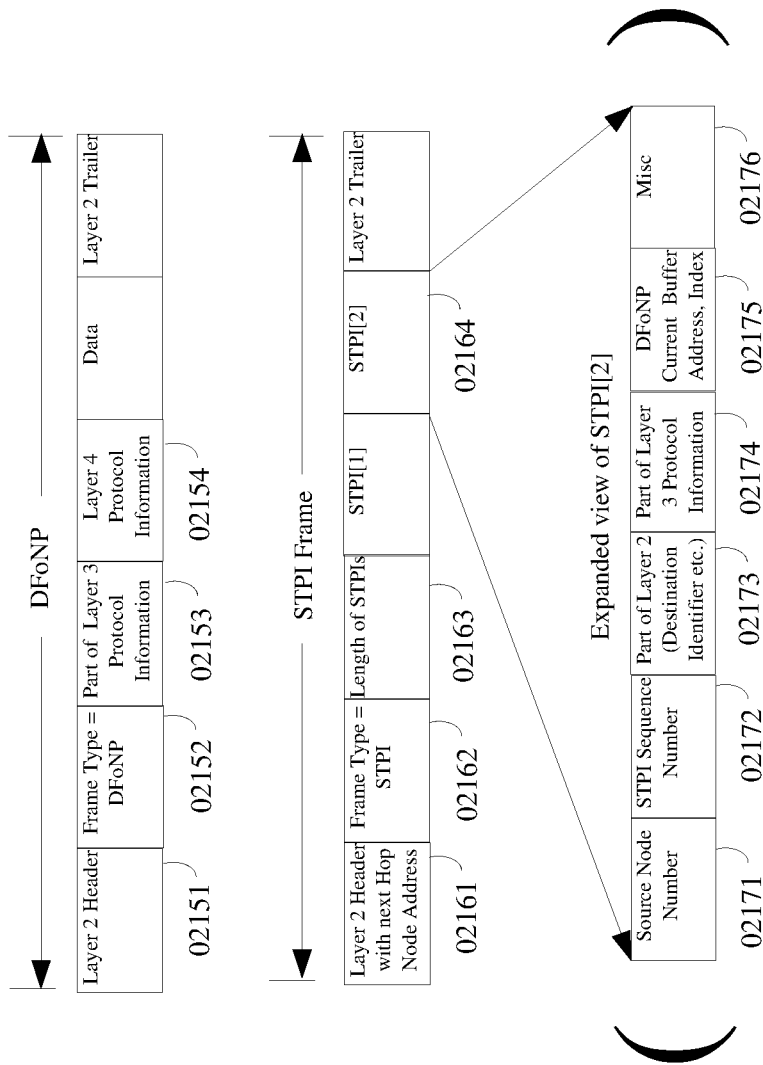 DFoNP
Layer 2 Header
Frame Type =
DFoNP
Part of Layer 3
Protocol
Information
Layer 4
Protocol
Information
Data
Layer 2 Trailer
02151
02152
02153
02154
STPI Frame
Layer 2 Header
with next Hop
Node Address
Frame Type =
STPI
Length of STPIs
STPI[1]
STPI[2]
Layer 2 Trailer
02161
02162
02163
02164
Expanded view of STPI[2]
(
Source Node
Number
STPI Sequence
Number
Part of Layer 2
(Destination
Identifier etc.)
Part of Layer
3 Protocol
Information
DFoNP
Current Buffer
Address, Index
Misc
)
02171
02172
02173
02174
02175
02176